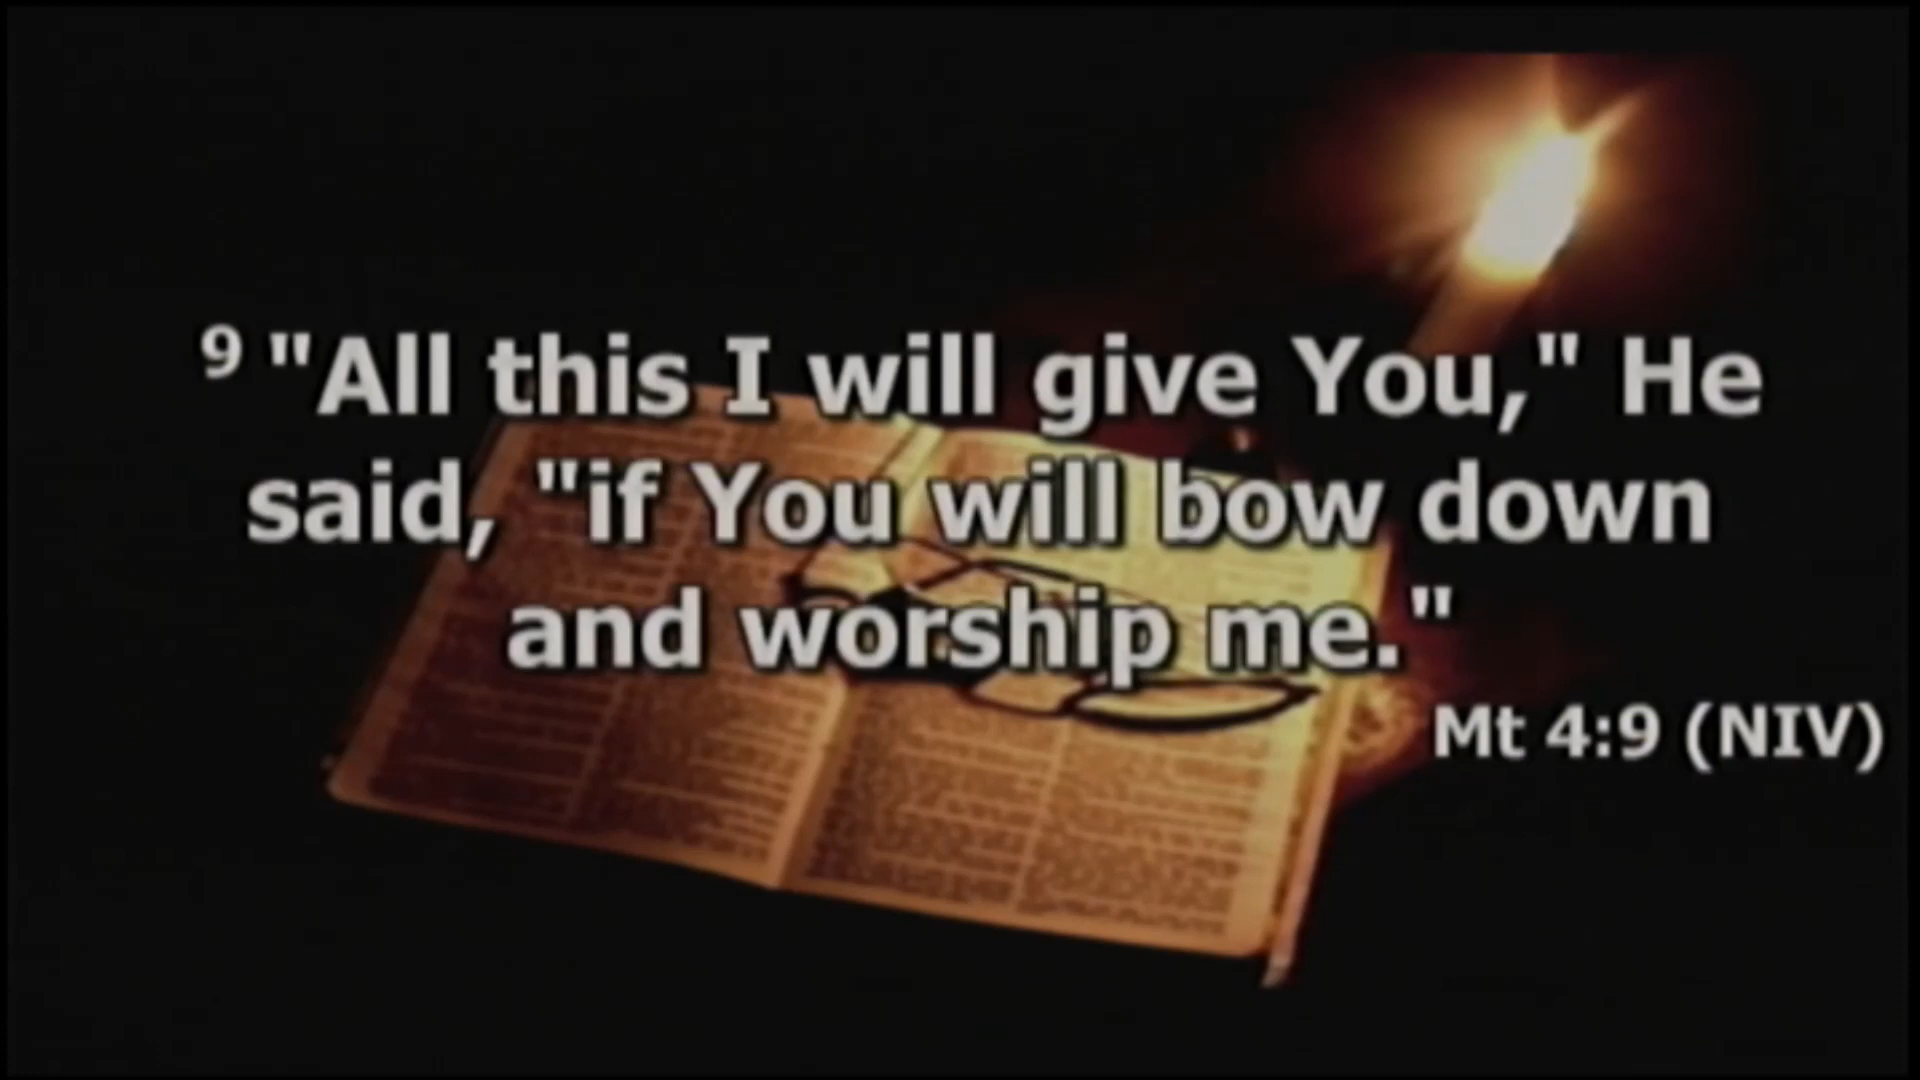 9 "All this I will give You," He
said, "if You will bow down
and worship me."
Mt 4:9 (NIV)